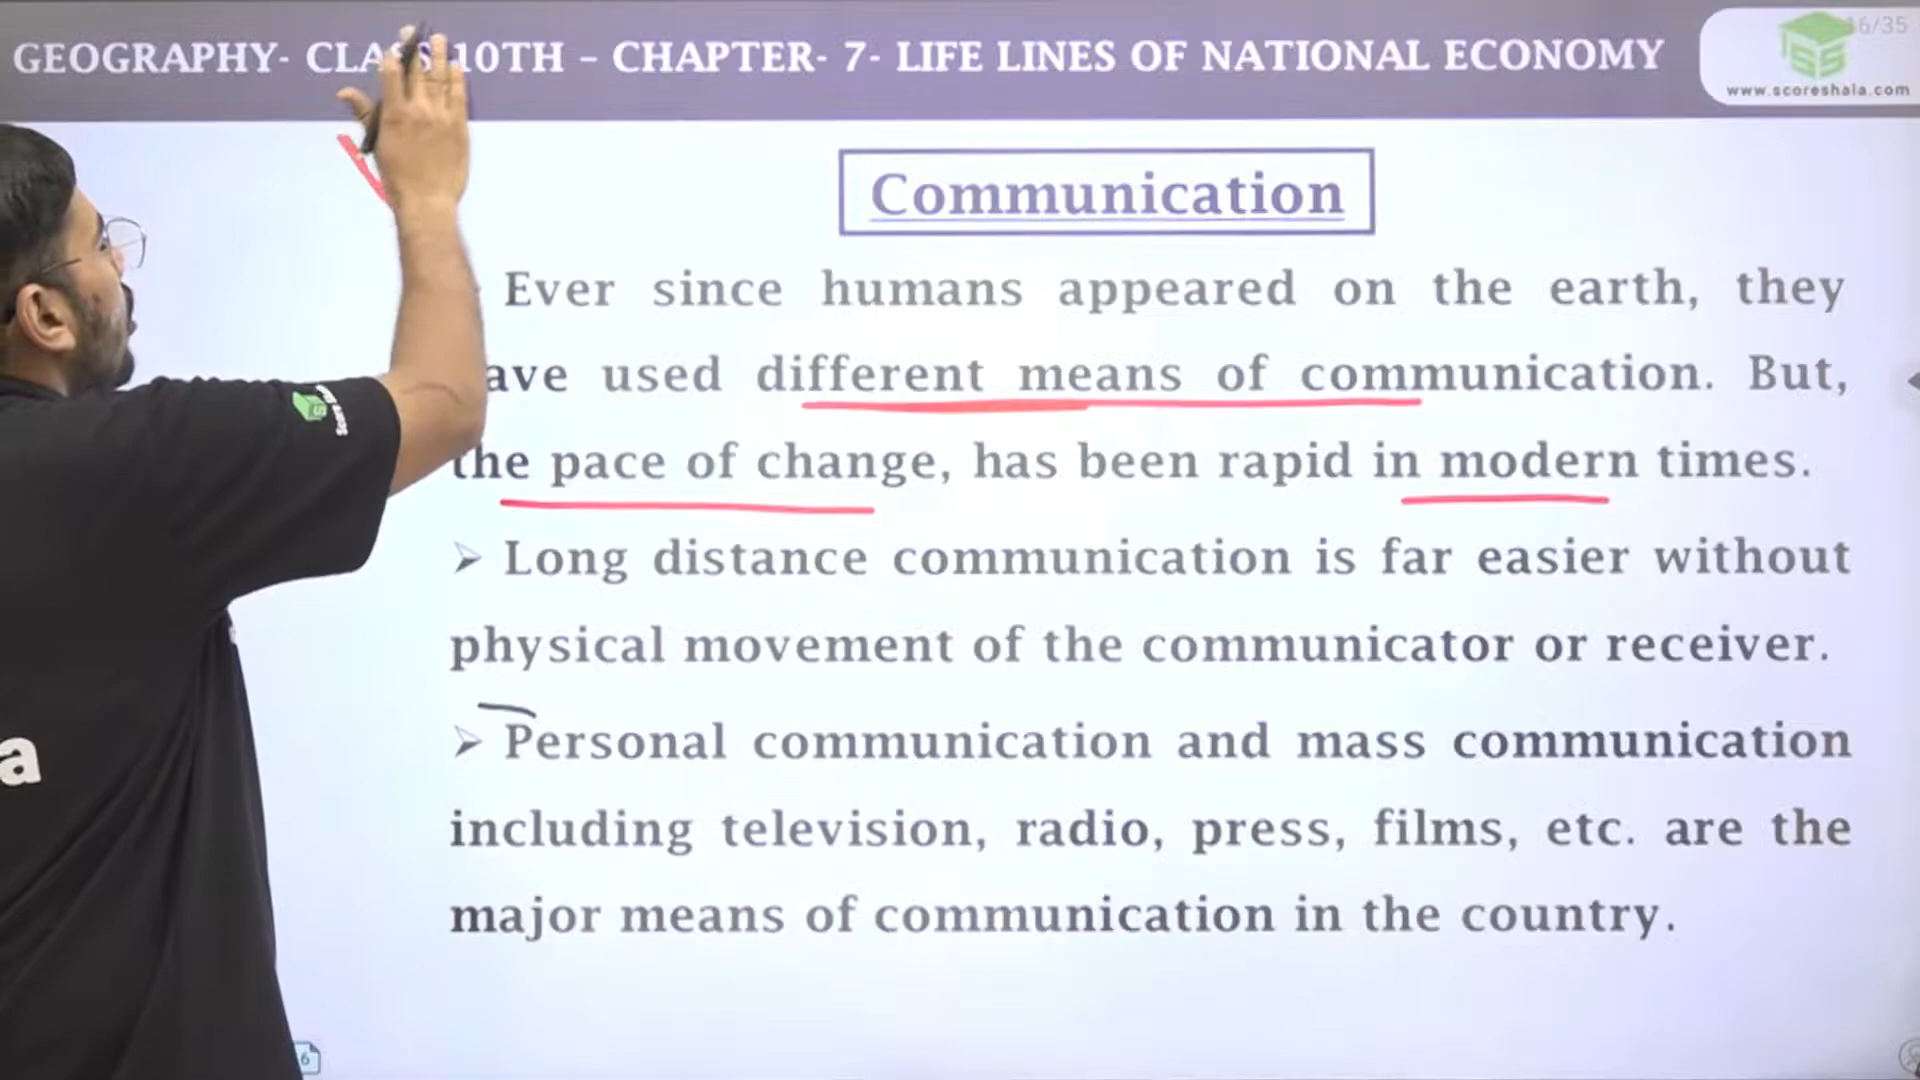 GEOGRAPHY- CLASS 10TH – CHAPTER- 7- LIFE LINES OF NATIONAL ECONOMY
16/35
www.scoreshala.com
Communication
Ever since humans appeared on the earth, they
ave used different means of communication. But,
the pace of change, has been rapid in modern times.
➢ Long distance communication is far easier without
physical movement of the communicator or receiver.
➢ Personal communication and mass communication
including television, radio, press, films, etc. are the
major means of communication in the country.
a
6